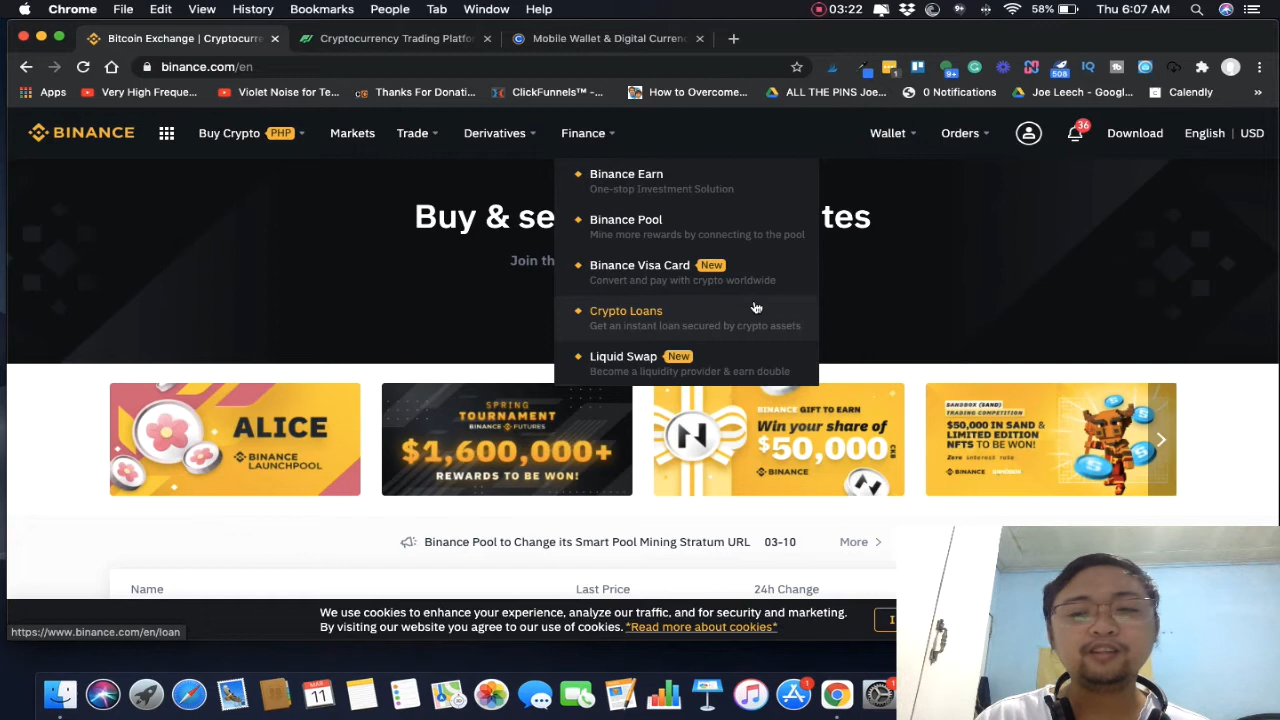 Chrome File Edit View History Bookmarks People Tab Window Help 03:22 9+ 58% Thu 6:07 AM
Bitcoin Exchange | Cryptocurre
Cryptocurrency Trading Platfo
Mobile Wallet & Digital Curren
binance.com/en
1 9+ 508
Apps Very High Freque... Violet Noise for Te... Thanks For Donati... ClickFunnels™ -... How to Overcome... ALL THE PINS Joe... 0 Notifications Joe Leech - Googl... Calendly »
BINANCE Buy Crypto PHP Markets Trade Derivatives Finance Wallet Orders 36 Download English | USD
Binance Earn
One-stop Investment Solution
Binance Pool
Mine more rewards by connecting to the pool
Binance Visa Card New
Convert and pay with crypto worldwide
Crypto Loans
Get an instant loan secured by crypto assets
Liquid Swap New
Become a liquidity provider & earn double
Buy & se
tes
Join th
ALICE
BINANCE
LAUNCHPOOL
SPRING
TOURNAMENT
BINANCE FUTURES
$1,600,000+
REWARDS TO BE WON!
BINANCE GIFT TO EARN
Win your share of
$50,000
CKB
BINANCE
SANDBOX (SAND)
TRADING COMPETITION
$50,000 IN SAND &
LIMITED EDITION
NFTS TO BE WON!
Zero interest rate
BINANCE
Binance Pool to Change its Smart Pool Mining Stratum URL 03-10 More
Name Last Price 24h Change
We use cookies to enhance your experience, analyze our traffic, and for security and marketing.
By visiting our website you agree to our use of cookies. *Read more about cookies*
I
https://www.binance.com/en/loan
MAR
11
1